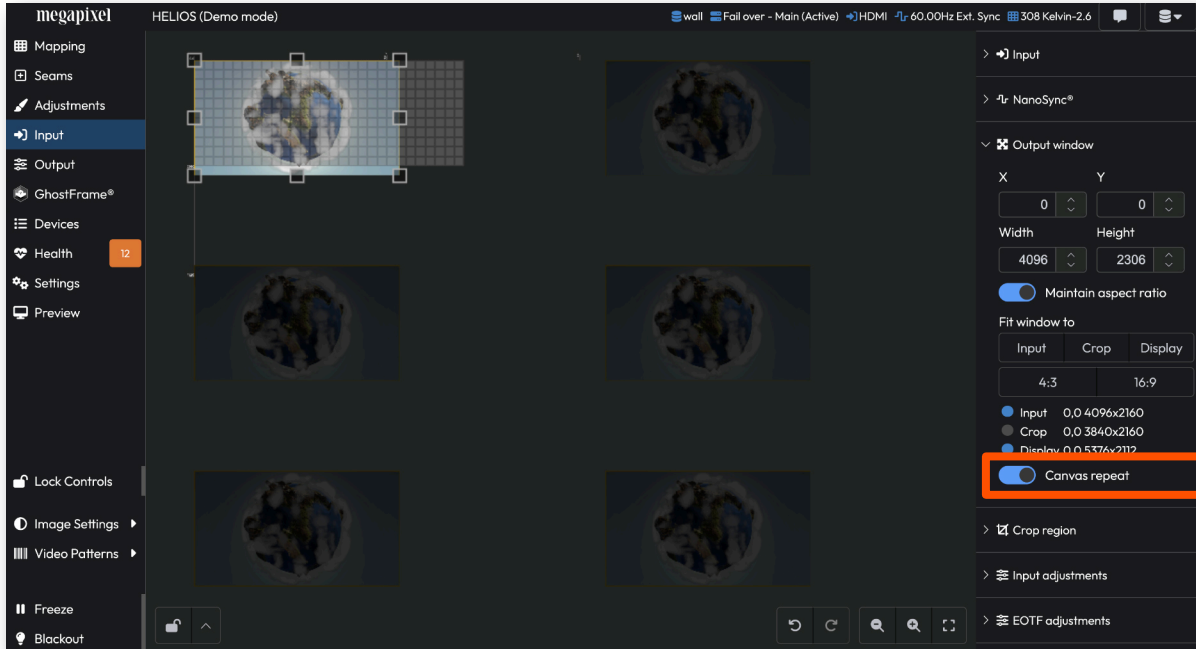 megapixel
HELIOS (Demo mode)
wall Fail over - Main (Active) HDMI 60.00Hz Ext. Sync 308 Kelvin-2.6
Mapping
Seams
Adjustments
Input
Output
GhostFrame®
Devices
Health 12
Settings
Preview
Lock Controls
Image Settings
Video Patterns
Freeze
Blackout
Input
NanoSync®
Output window
X Y
0 0
Width Height
4096 2306
Maintain aspect ratio
Fit window to
Input Crop Display
4:3 16:9
Input 0,0 4096x2160
Crop 0,0 3840x2160
Display 0,0 5376x2112
Canvas repeat
Crop region
Input adjustments
EOTF adjustments